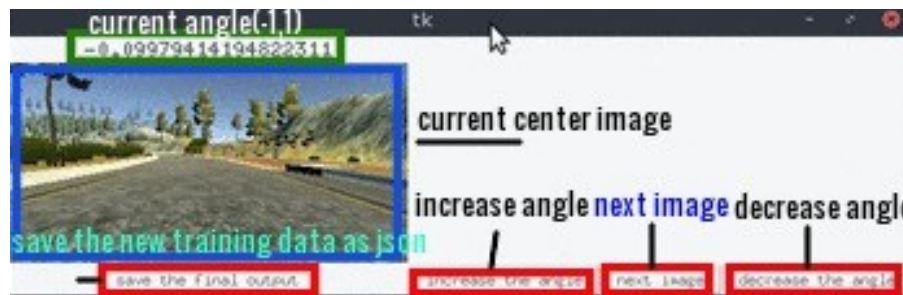 current angle(-1,1)
tk
-0.09979414194822311
current center image
increase angle next image decrease angle
save the new training data as json
save the final output
increase the angle
next image
decrease the angle